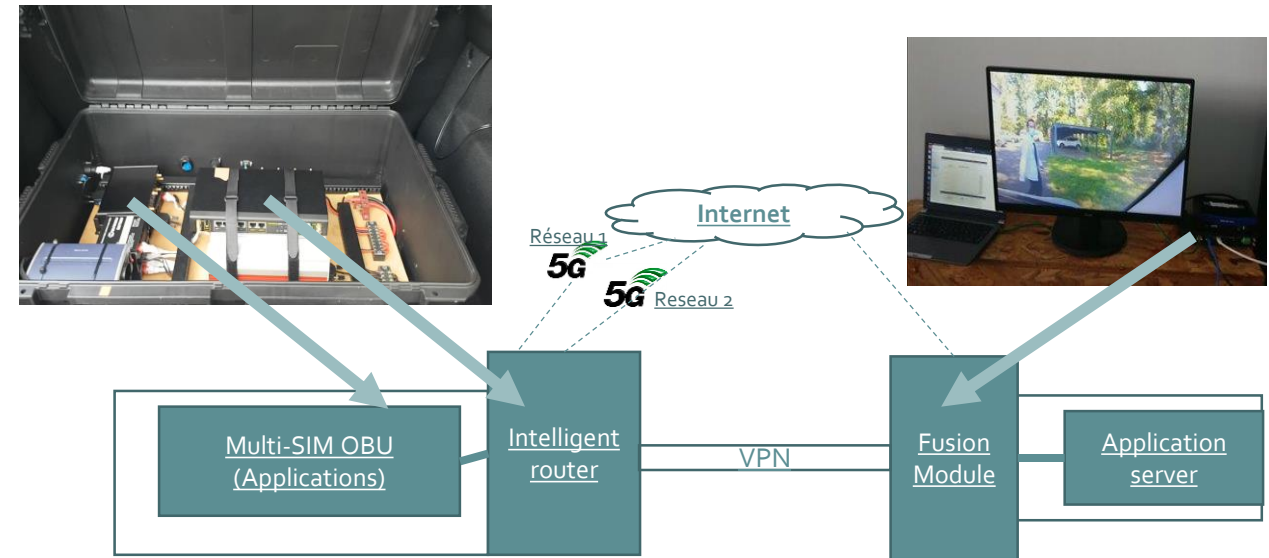 Internet
Réseau 1
5G
5G Reseau 2
Multi-SIM OBU
(Applications)
Intelligent
router
VPN
Fusion
Module
Application
server